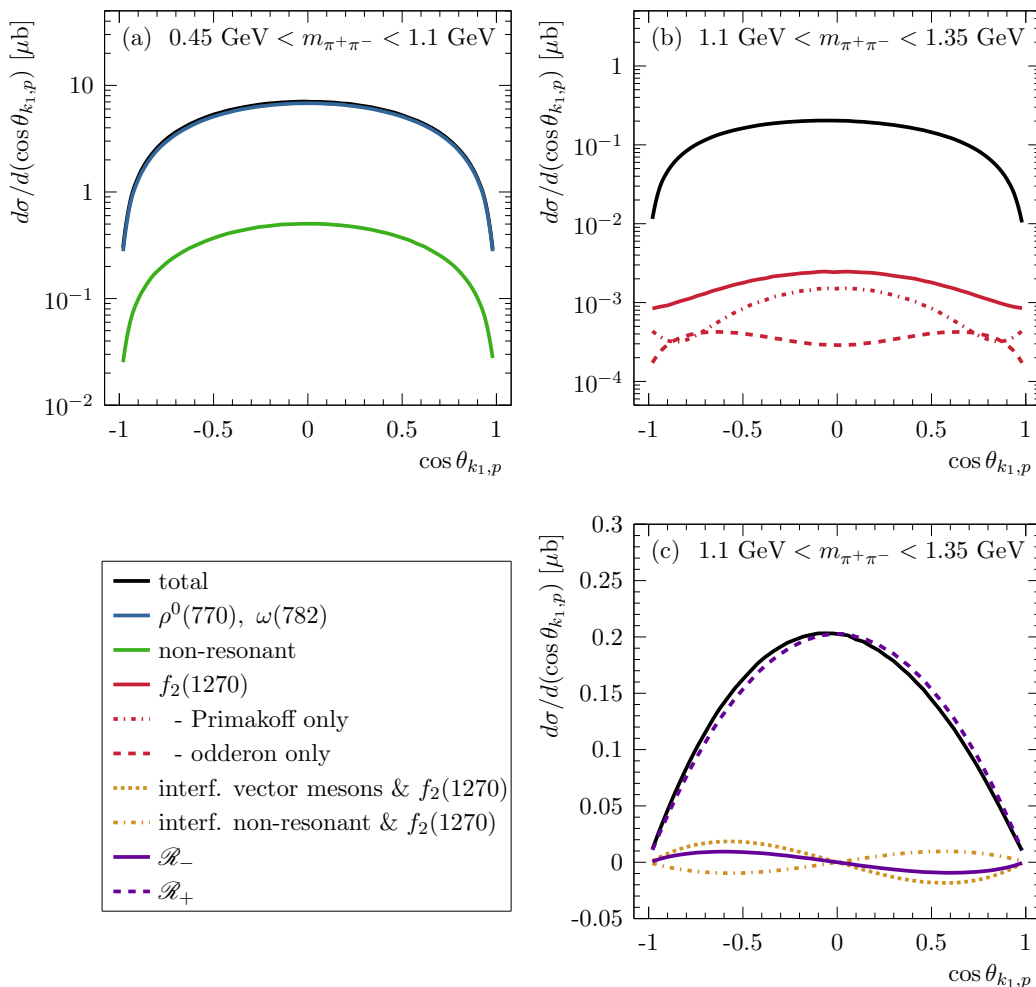 (a) 0.45 GeV < m_{π⁺π⁻} < 1.1 GeV
dσ/d(cos θ_{k₁,p}) [μb]
10
1
10⁻¹
10⁻²
-1 -0.5 0 0.5 1
cos θ_{k₁,p}
(b) 1.1 GeV < m_{π⁺π⁻} < 1.35 GeV
dσ/d(cos θ_{k₁,p}) [μb]
1
10⁻¹
10⁻²
10⁻³
10⁻⁴
-1 -0.5 0 0.5 1
cos θ_{k₁,p}
total
ρ⁰(770), ω(782)
non-resonant
f₂(1270)
- Primakoff only
- odderon only
interf. vector mesons & f₂(1270)
interf. non-resonant & f₂(1270)
ℛ₋
ℛ₊
(c) 1.1 GeV < m_{π⁺π⁻} < 1.35 GeV
dσ/d(cos θ_{k₁,p}) [μb]
0.3
0.25
0.2
0.15
0.1
0.05
0
-0.05
-1 -0.5 0 0.5 1
cos θ_{k₁,p}